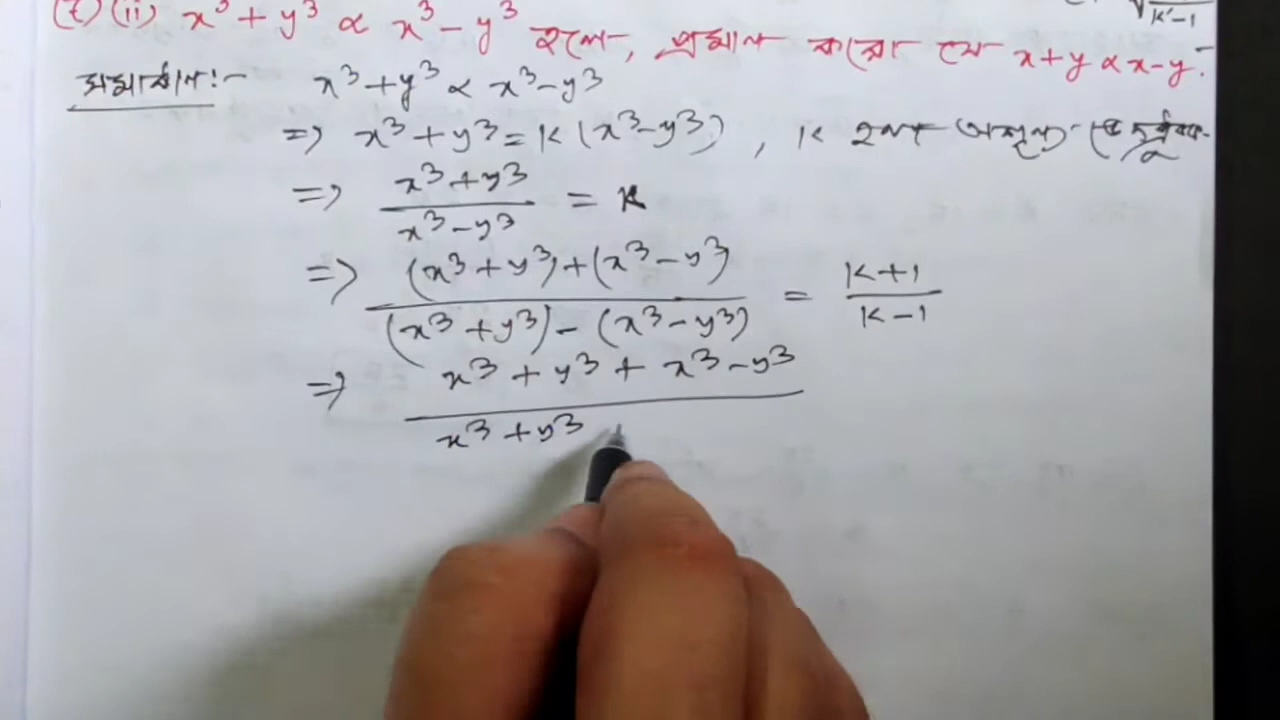 (ii) x³ + y³ ∝ x³ - y³ হলে, প্রমাণ করো যে x+y ∝ x-y.
সমাধান :-
x³+y³ ∝ x³-y³
=> x³ + y³ = K (x³-y³) , K হল অশূন্য
=> (x³+y³)/(x³-y³) = K
=> ((x³ + y³)+(x³ - y³))/((x³ + y³) - (x³ - y³)) = (K+1)/(K-1)
=> (x³ + y³ + x³ - y³)/(x³ + y³